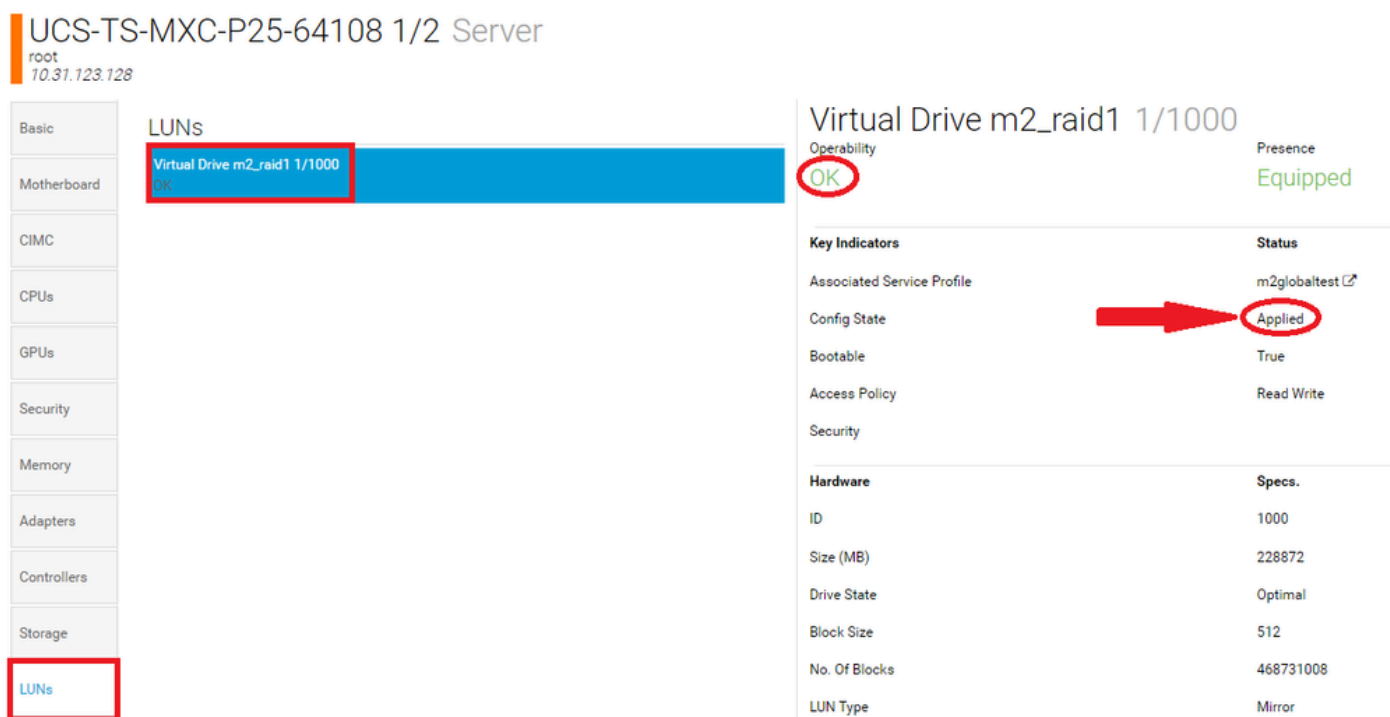 UCS-TS-MXC-P25-64108 1/2 Server
root
10.31.123.128
Basic
Motherboard
CIMC
CPUs
GPUs
Security
Memory
Adapters
Controllers
Storage
LUNs
LUNs
Virtual Drive m2_raid1 1/1000
OK
Virtual Drive m2_raid1 1/1000
Operability Presence
OK Equipped
Key Indicators Status
Associated Service Profile m2globaltest
Config State Applied
Bootable True
Access Policy Read Write
Security
Hardware Specs.
ID 1000
Size (MB) 228872
Drive State Optimal
Block Size 512
No. Of Blocks 468731008
LUN Type Mirror